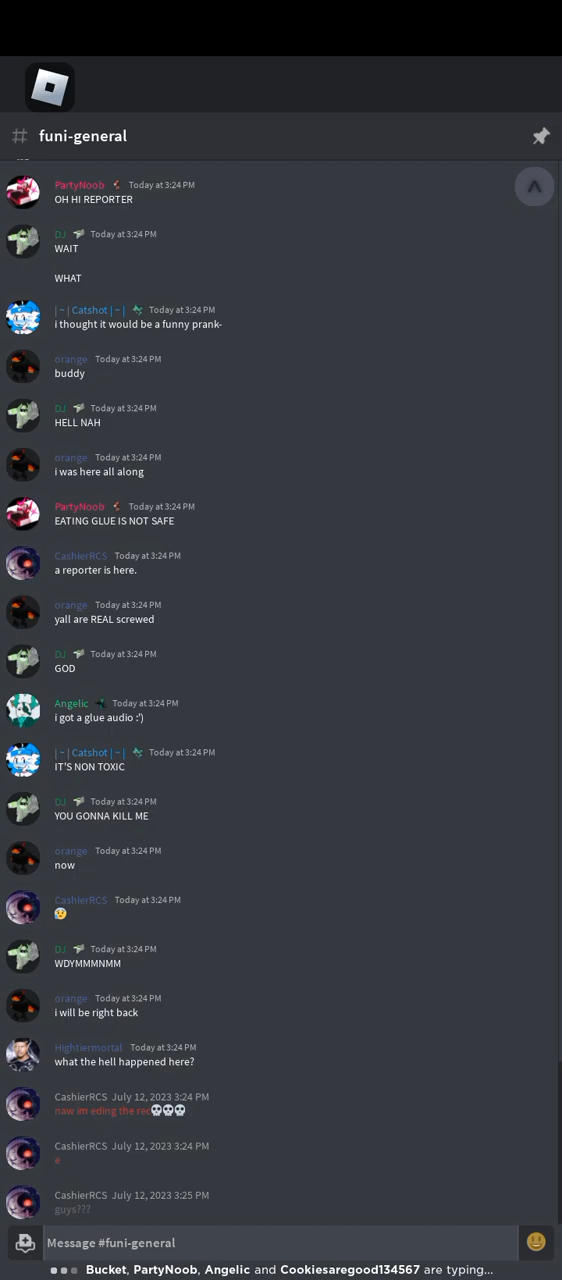 # funi-general
PartyNoob Today at 3:24 PM
OH HI REPORTER
DJ Today at 3:24 PM
WAIT
WHAT
| ~ | Catshot | ~ | Today at 3:24 PM
i thought it would be a funny prank-
orange Today at 3:24 PM
buddy
DJ Today at 3:24 PM
HELL NAH
orange Today at 3:24 PM
i was here all along
PartyNoob Today at 3:24 PM
EATING GLUE IS NOT SAFE
CashierRCS Today at 3:24 PM
a reporter is here.
orange Today at 3:24 PM
yall are REAL screwed
DJ Today at 3:24 PM
GOD
Angelic Today at 3:24 PM
i got a glue audio :')
| ~ | Catshot | ~ | Today at 3:24 PM
IT'S NON TOXIC
DJ Today at 3:24 PM
YOU GONNA KILL ME
orange Today at 3:24 PM
now
CashierRCS Today at 3:24 PM
😰
DJ Today at 3:24 PM
WDYMMMNMM
orange Today at 3:24 PM
i will be right back
Hightiermortal Today at 3:24 PM
what the hell happened here?
CashierRCS July 12, 2023 3:24 PM
naw im eding the rec💀💀💀
CashierRCS July 12, 2023 3:24 PM
e
CashierRCS July 12, 2023 3:25 PM
guys???
Message #funi-general
Bucket, PartyNoob, Angelic and Cookiesaregood134567 are typing...